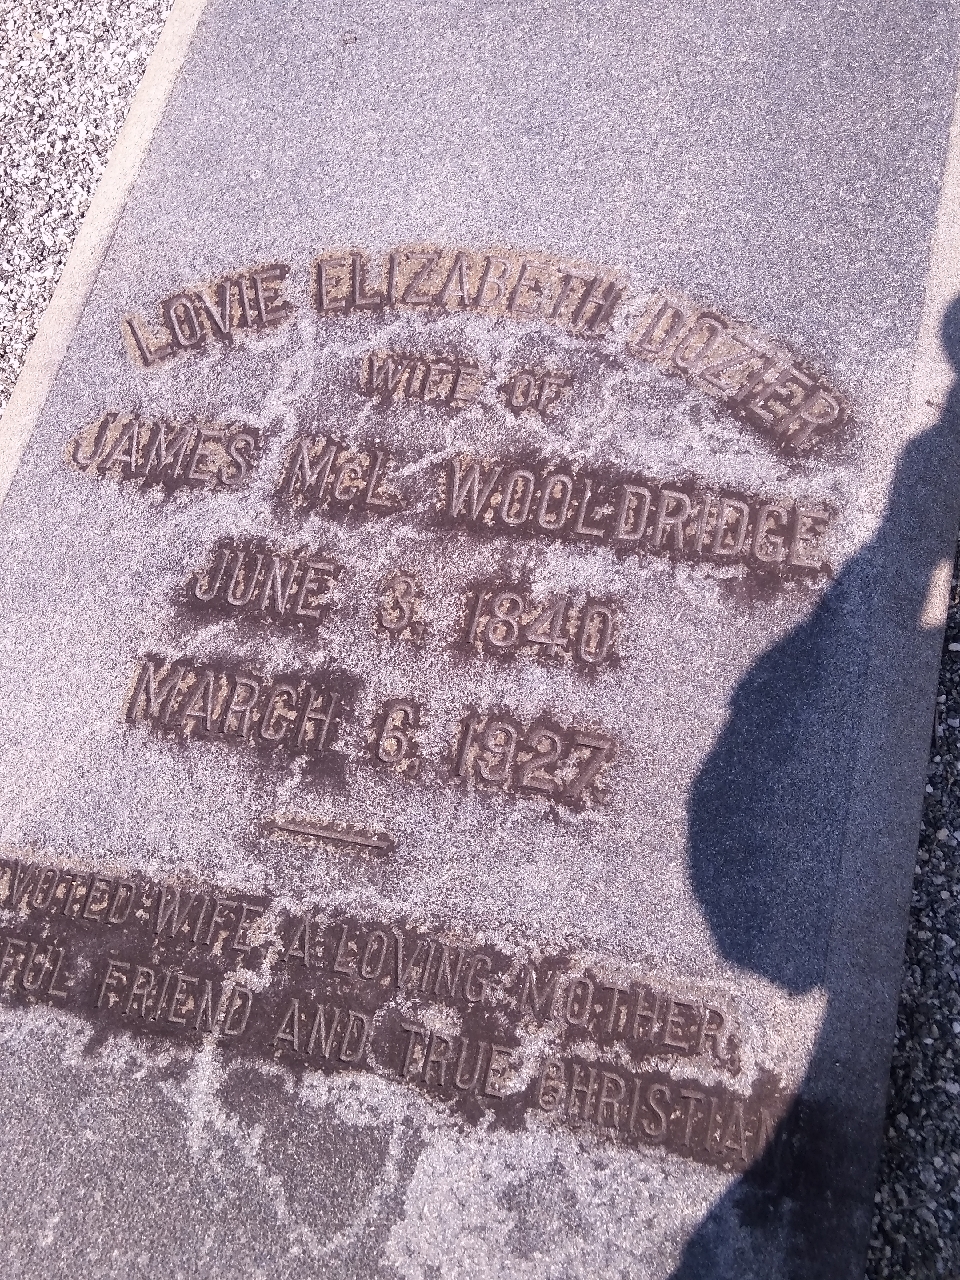 LOVIE ELIZABETH DOZIER
WIFE OF
JAMES McL. WOOLDRIDGE
JUNE 3, 1840
MARCH 6, 1927
VOTED WIFE, A LOVING MOTHER,
FUL FRIEND AND TRUE CHRISTIAN